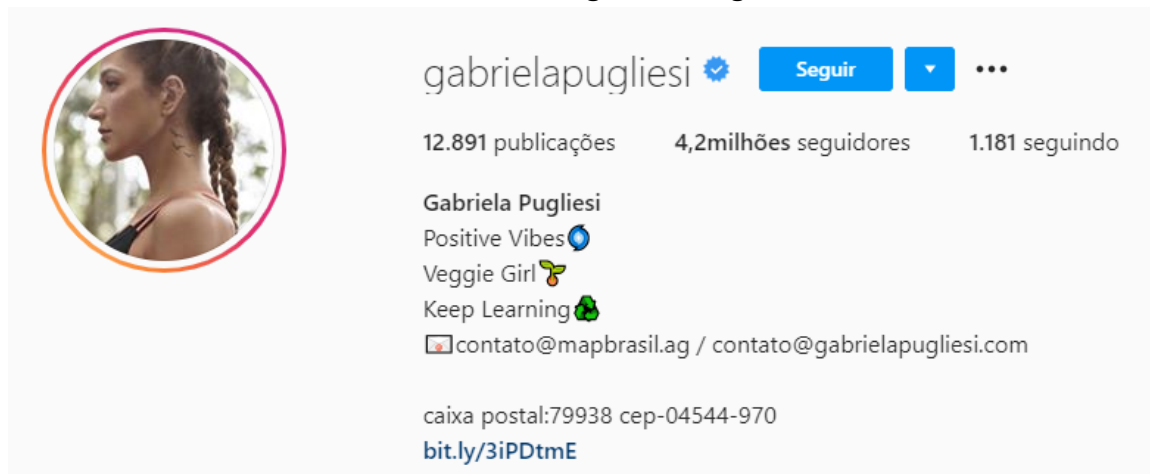 gabrielapugliesi Seguir
12.891 publicações 4,2milhões seguidores 1.181 seguindo
Gabriela Pugliesi
Positive Vibes
Veggie Girl
Keep Learning
contato@mapbrasil.ag / contato@gabrielapugliesi.com
caixa postal:79938 cep-04544-970
bit.ly/3iPDtmE